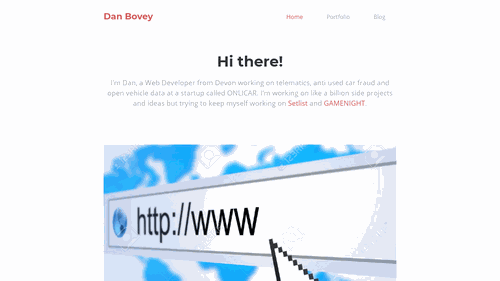 Dan Bovey
Home Portfolio Blog
Hi there!
I'm Dan, a Web Developer from Devon working on telematics, anti used car fraud and
open vehicle data at a startup called ONLICAR. I'm working on like a billion side projects
and ideas but trying to keep myself working on Setlist and GAMENIGHT.
http://www